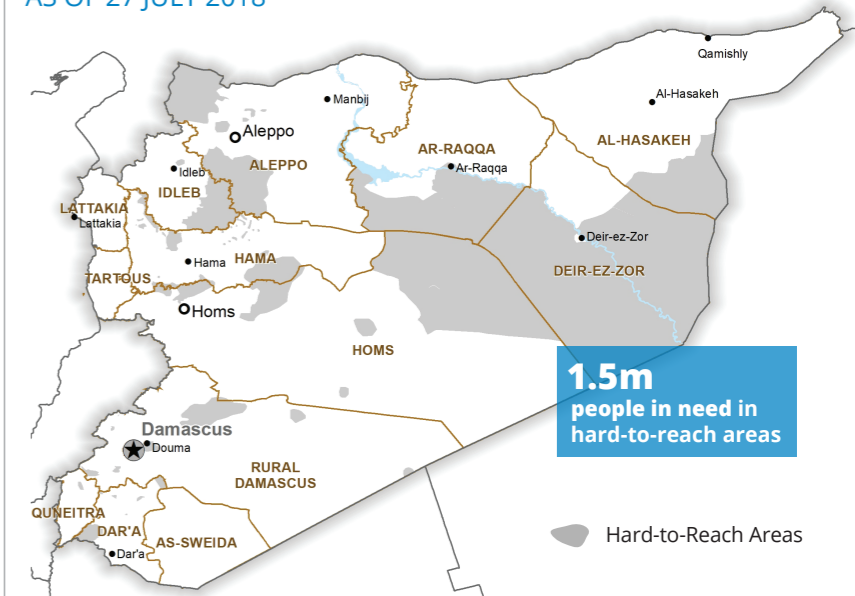 AS OF 27 JULY 2018
Qamishly
Al-Hasakeh
Manbij
Aleppo
AL-HASAKEH
AR-RAQQA
ALEPPO
Ar-Raqqa
Idleb
IDLEB
LATTAKIA
Lattakia
Deir-ez-Zor
HAMA
Hama
DEIR-EZ-ZOR
TARTOUS
Homs
HOMS
1.5m
people in need in
hard-to-reach areas
Damascus
Douma
RURAL
DAMASCUS
QUNEITRA
DAR'A
AS-SWEIDA
Dar'a
Hard-to-Reach Areas